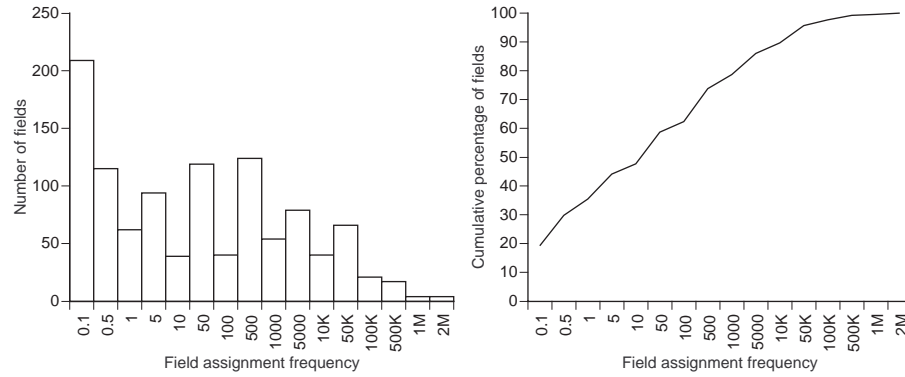 250
200
150
100
50
0
Number of fields
0.1
0.5
1
5
10
50
100
500
1000
5000
10K
50K
100K
500K
1M
2M
Field assignment frequency
100
90
80
70
60
50
40
30
20
10
0
Cumulative percentage of fields
0.1
0.5
1
5
10
50
100
500
1000
5000
10K
50K
100K
500K
1M
2M
Field assignment frequency